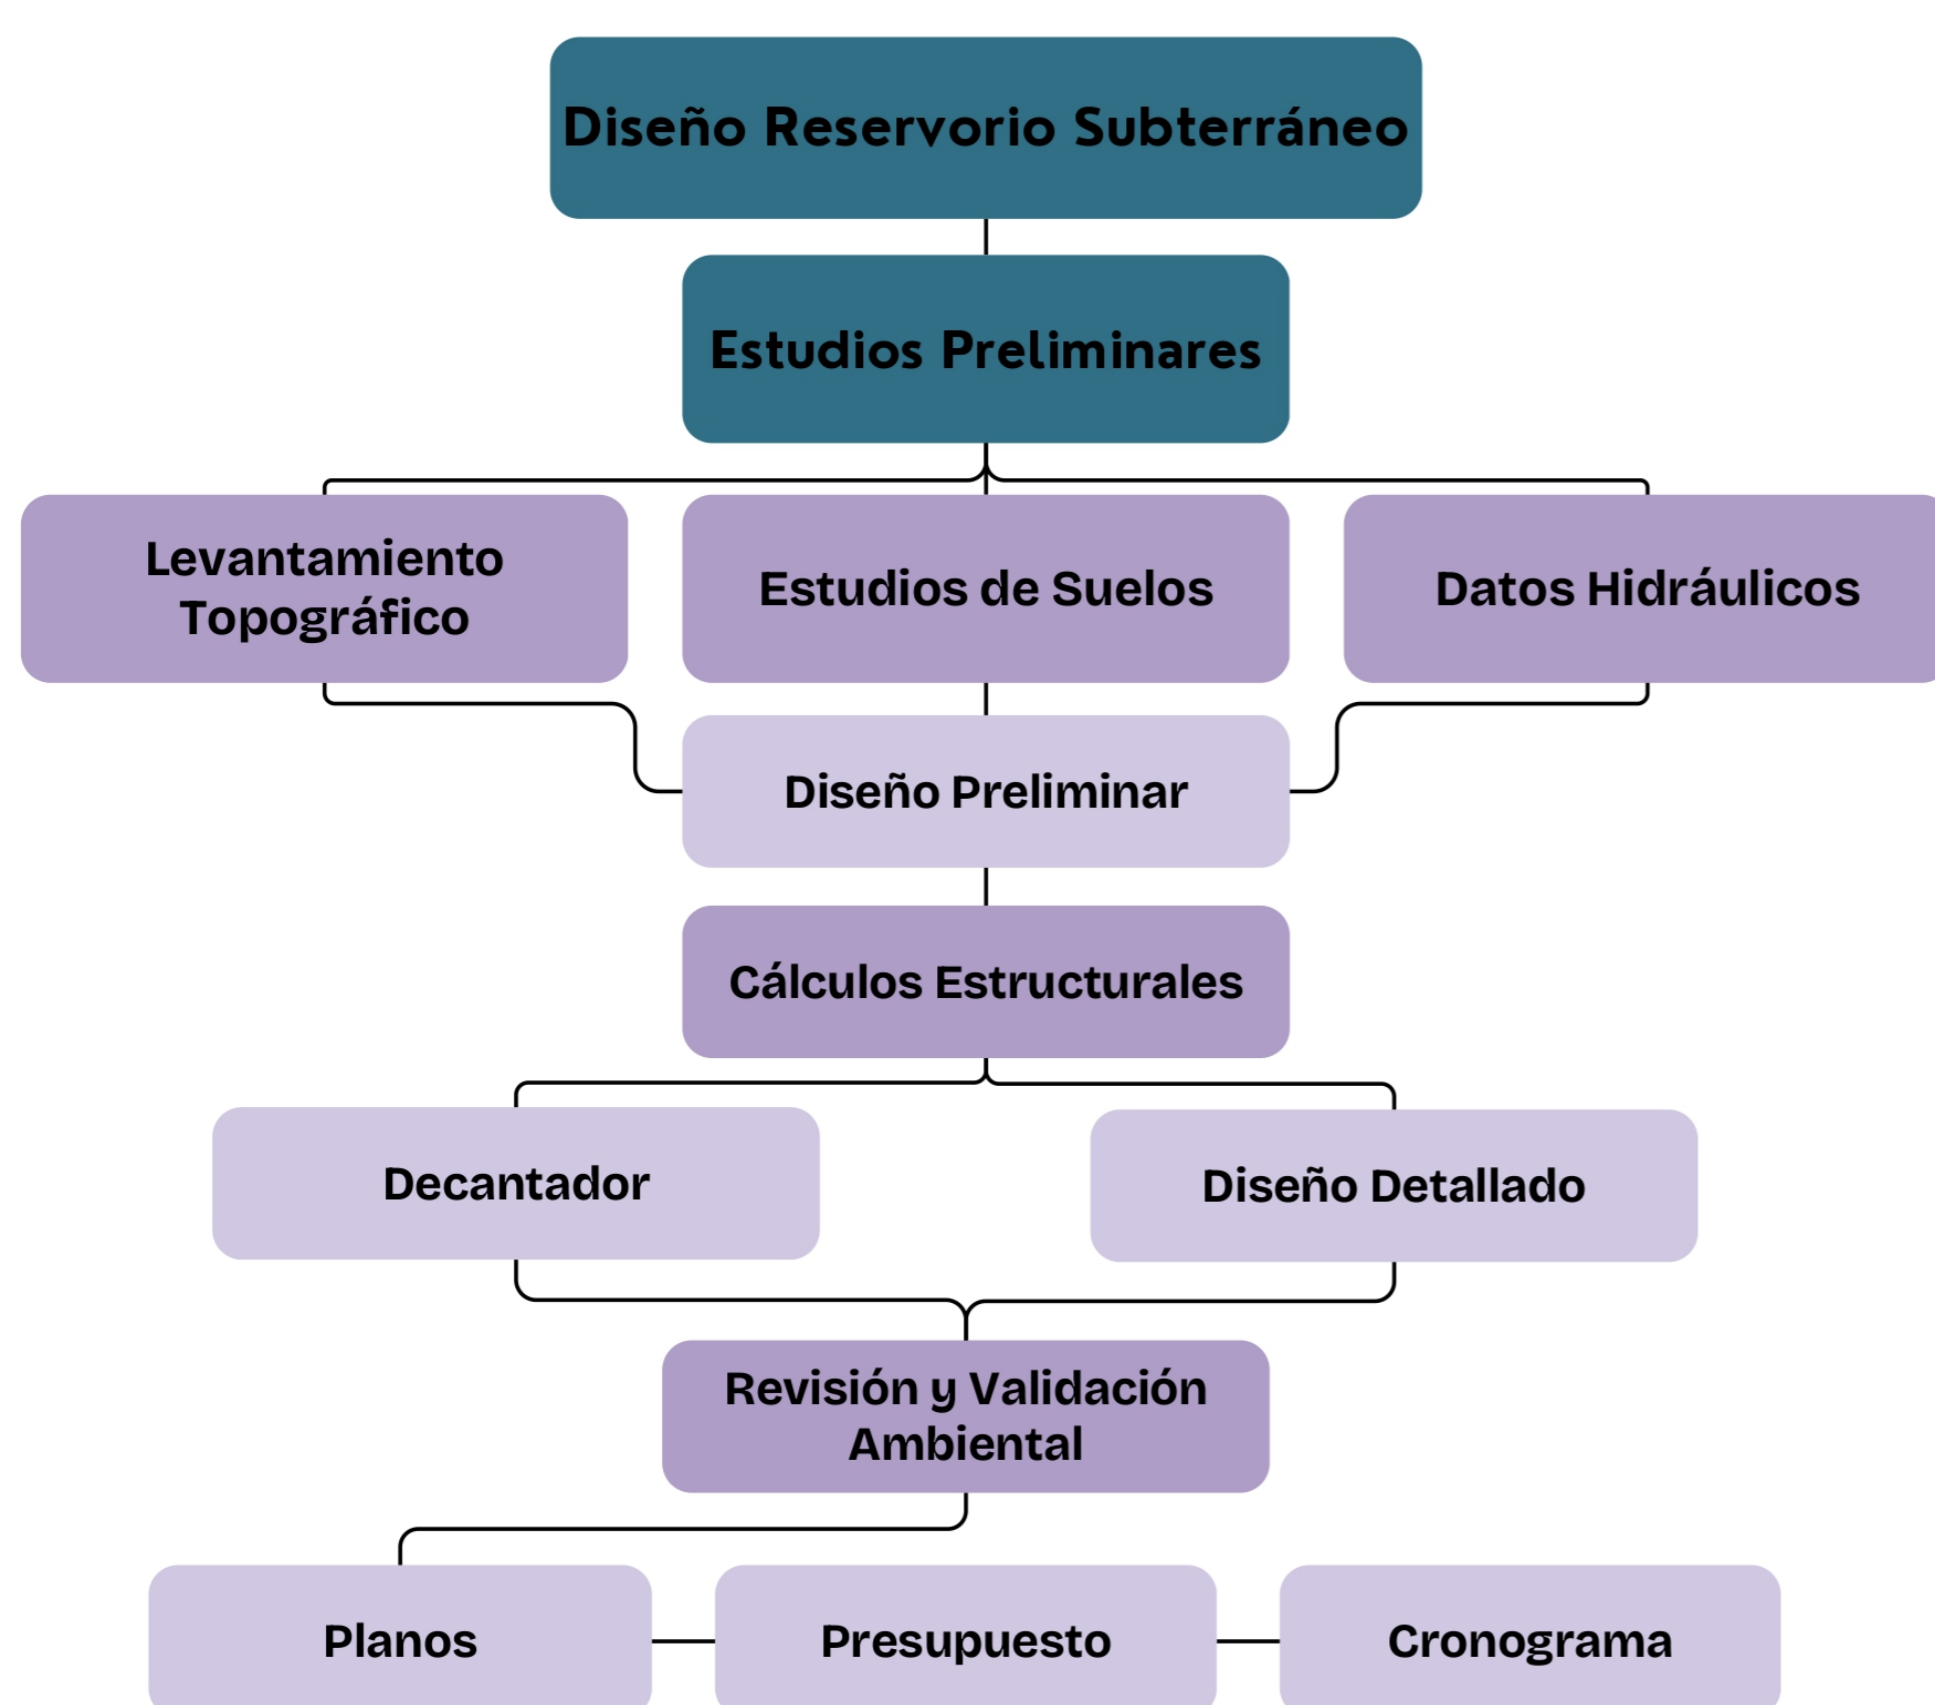 Diseño Reservorio Subterráneo
Estudios Preliminares
Levantamiento
Topográfico
Estudios de Suelos
Datos Hidráulicos
Diseño Preliminar
Cálculos Estructurales
Decantador
Diseño Detallado
Revisión y Validación
Ambiental
Planos
Presupuesto
Cronograma